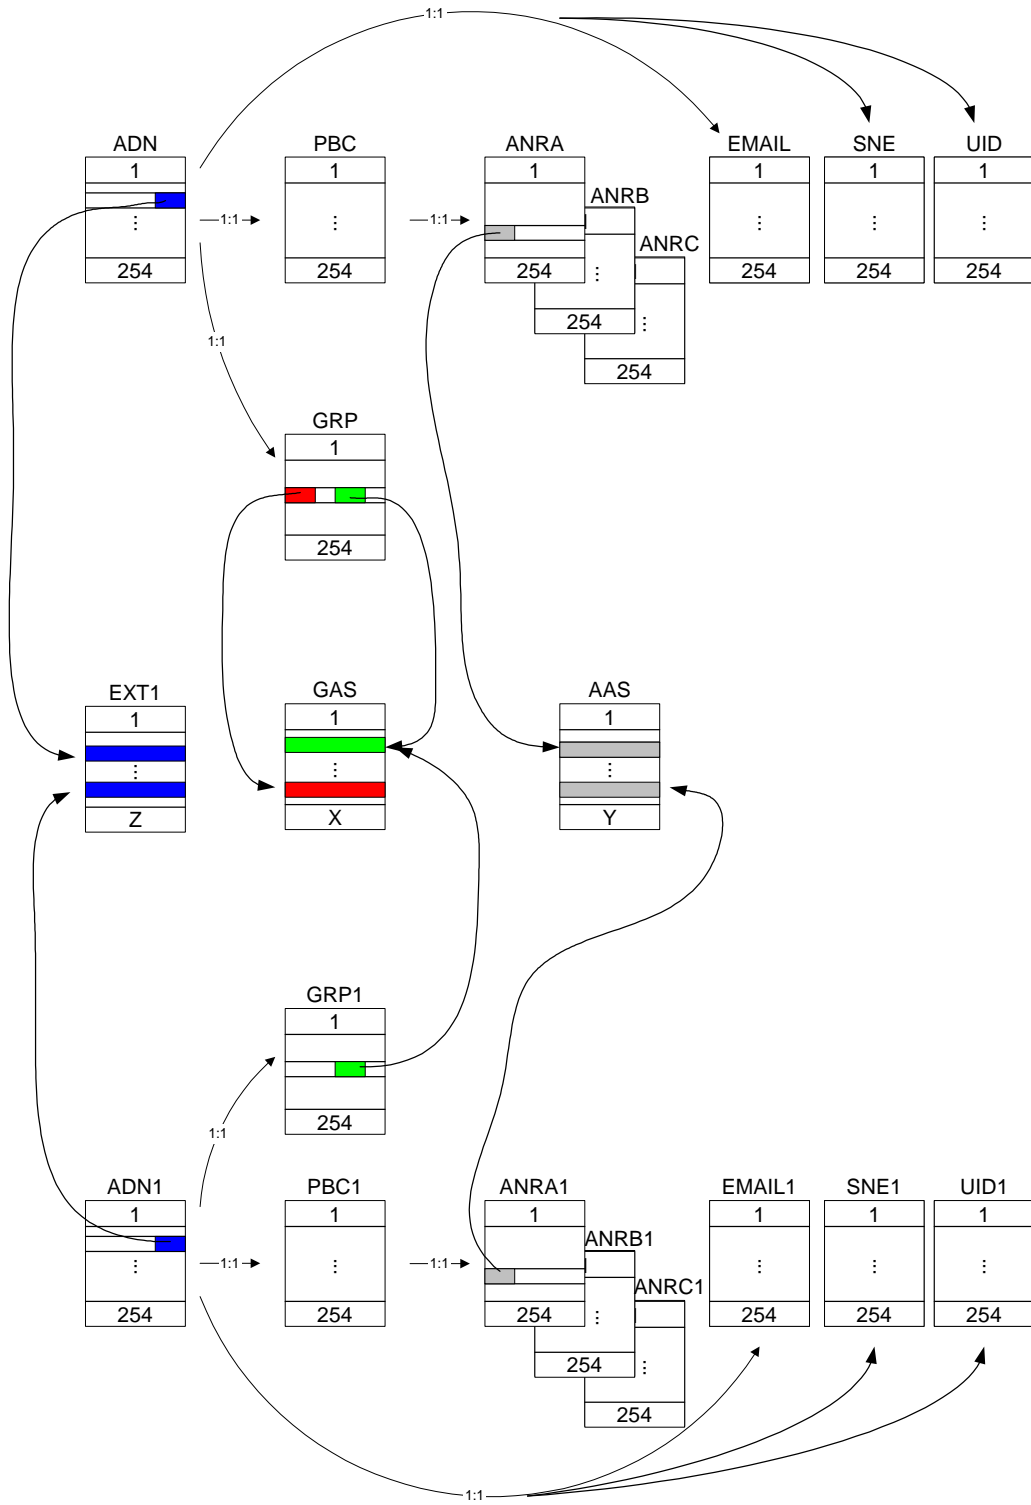 1:1
ADN PBC ANRA EMAIL SNE UID
1 1 1 1 1 1
ANRB
1:1 1:1
⋮ ⋮ ⋮ ⋮ ⋮
ANRC
254 254 254 254 254 254
⋮
254 ⋮
1:1
254
GRP
1
254
EXT1 GAS AAS
1 1 1
⋮ ⋮ ⋮
Z X Y
GRP1
1
254
1:1
ADN1 PBC1 ANRA1 EMAIL1 SNE1 UID1
1 1 1 1 1 1
ANRB1
1:1 1:1
⋮ ⋮ ⋮ ⋮ ⋮
ANRC1
254 254 254 254 254 254
⋮
254 ⋮
254
1:1